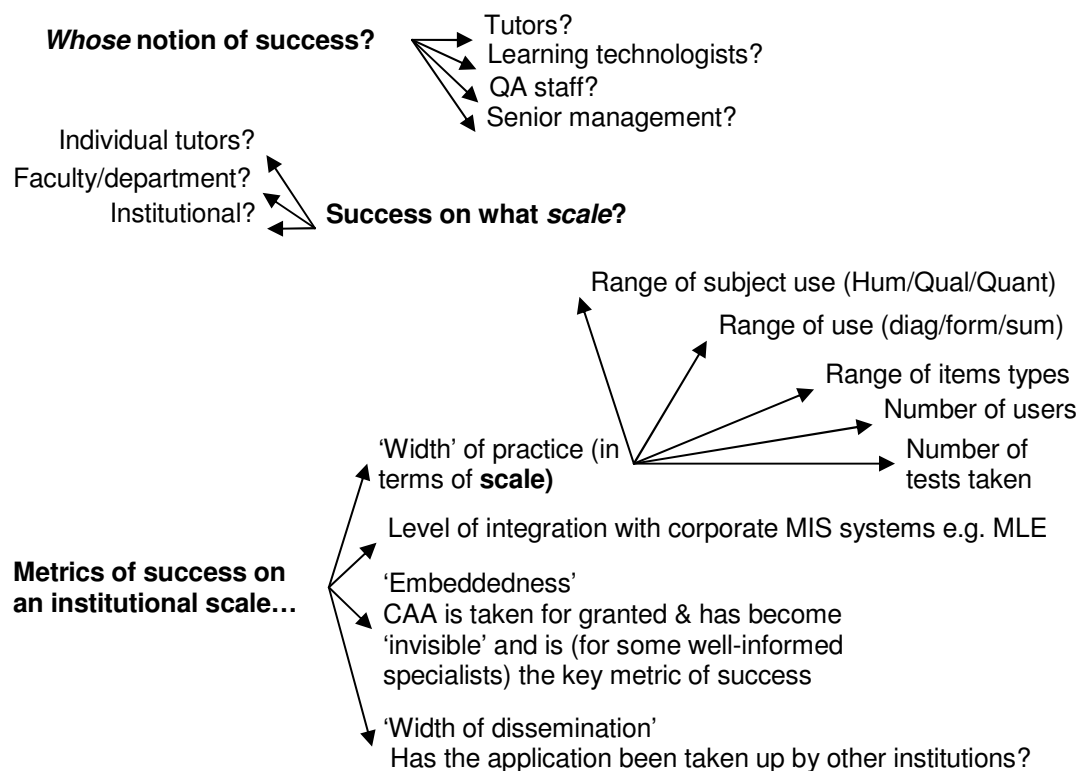 Whose notion of success?
Tutors?
Learning technologists?
QA staff?
Senior management?
Individual tutors?
Faculty/department?
Institutional?
Success on what scale?
Range of subject use (Hum/Qual/Quant)
Range of use (diag/form/sum)
Range of items types
Number of users
Number of
tests taken
‘Width’ of practice (in
terms of scale)
Level of integration with corporate MIS systems e.g. MLE
Metrics of success on
an institutional scale…
‘Embeddedness’
CAA is taken for granted & has become
‘invisible’ and is (for some well-informed
specialists) the key metric of success
‘Width of dissemination’
Has the application been taken up by other institutions?